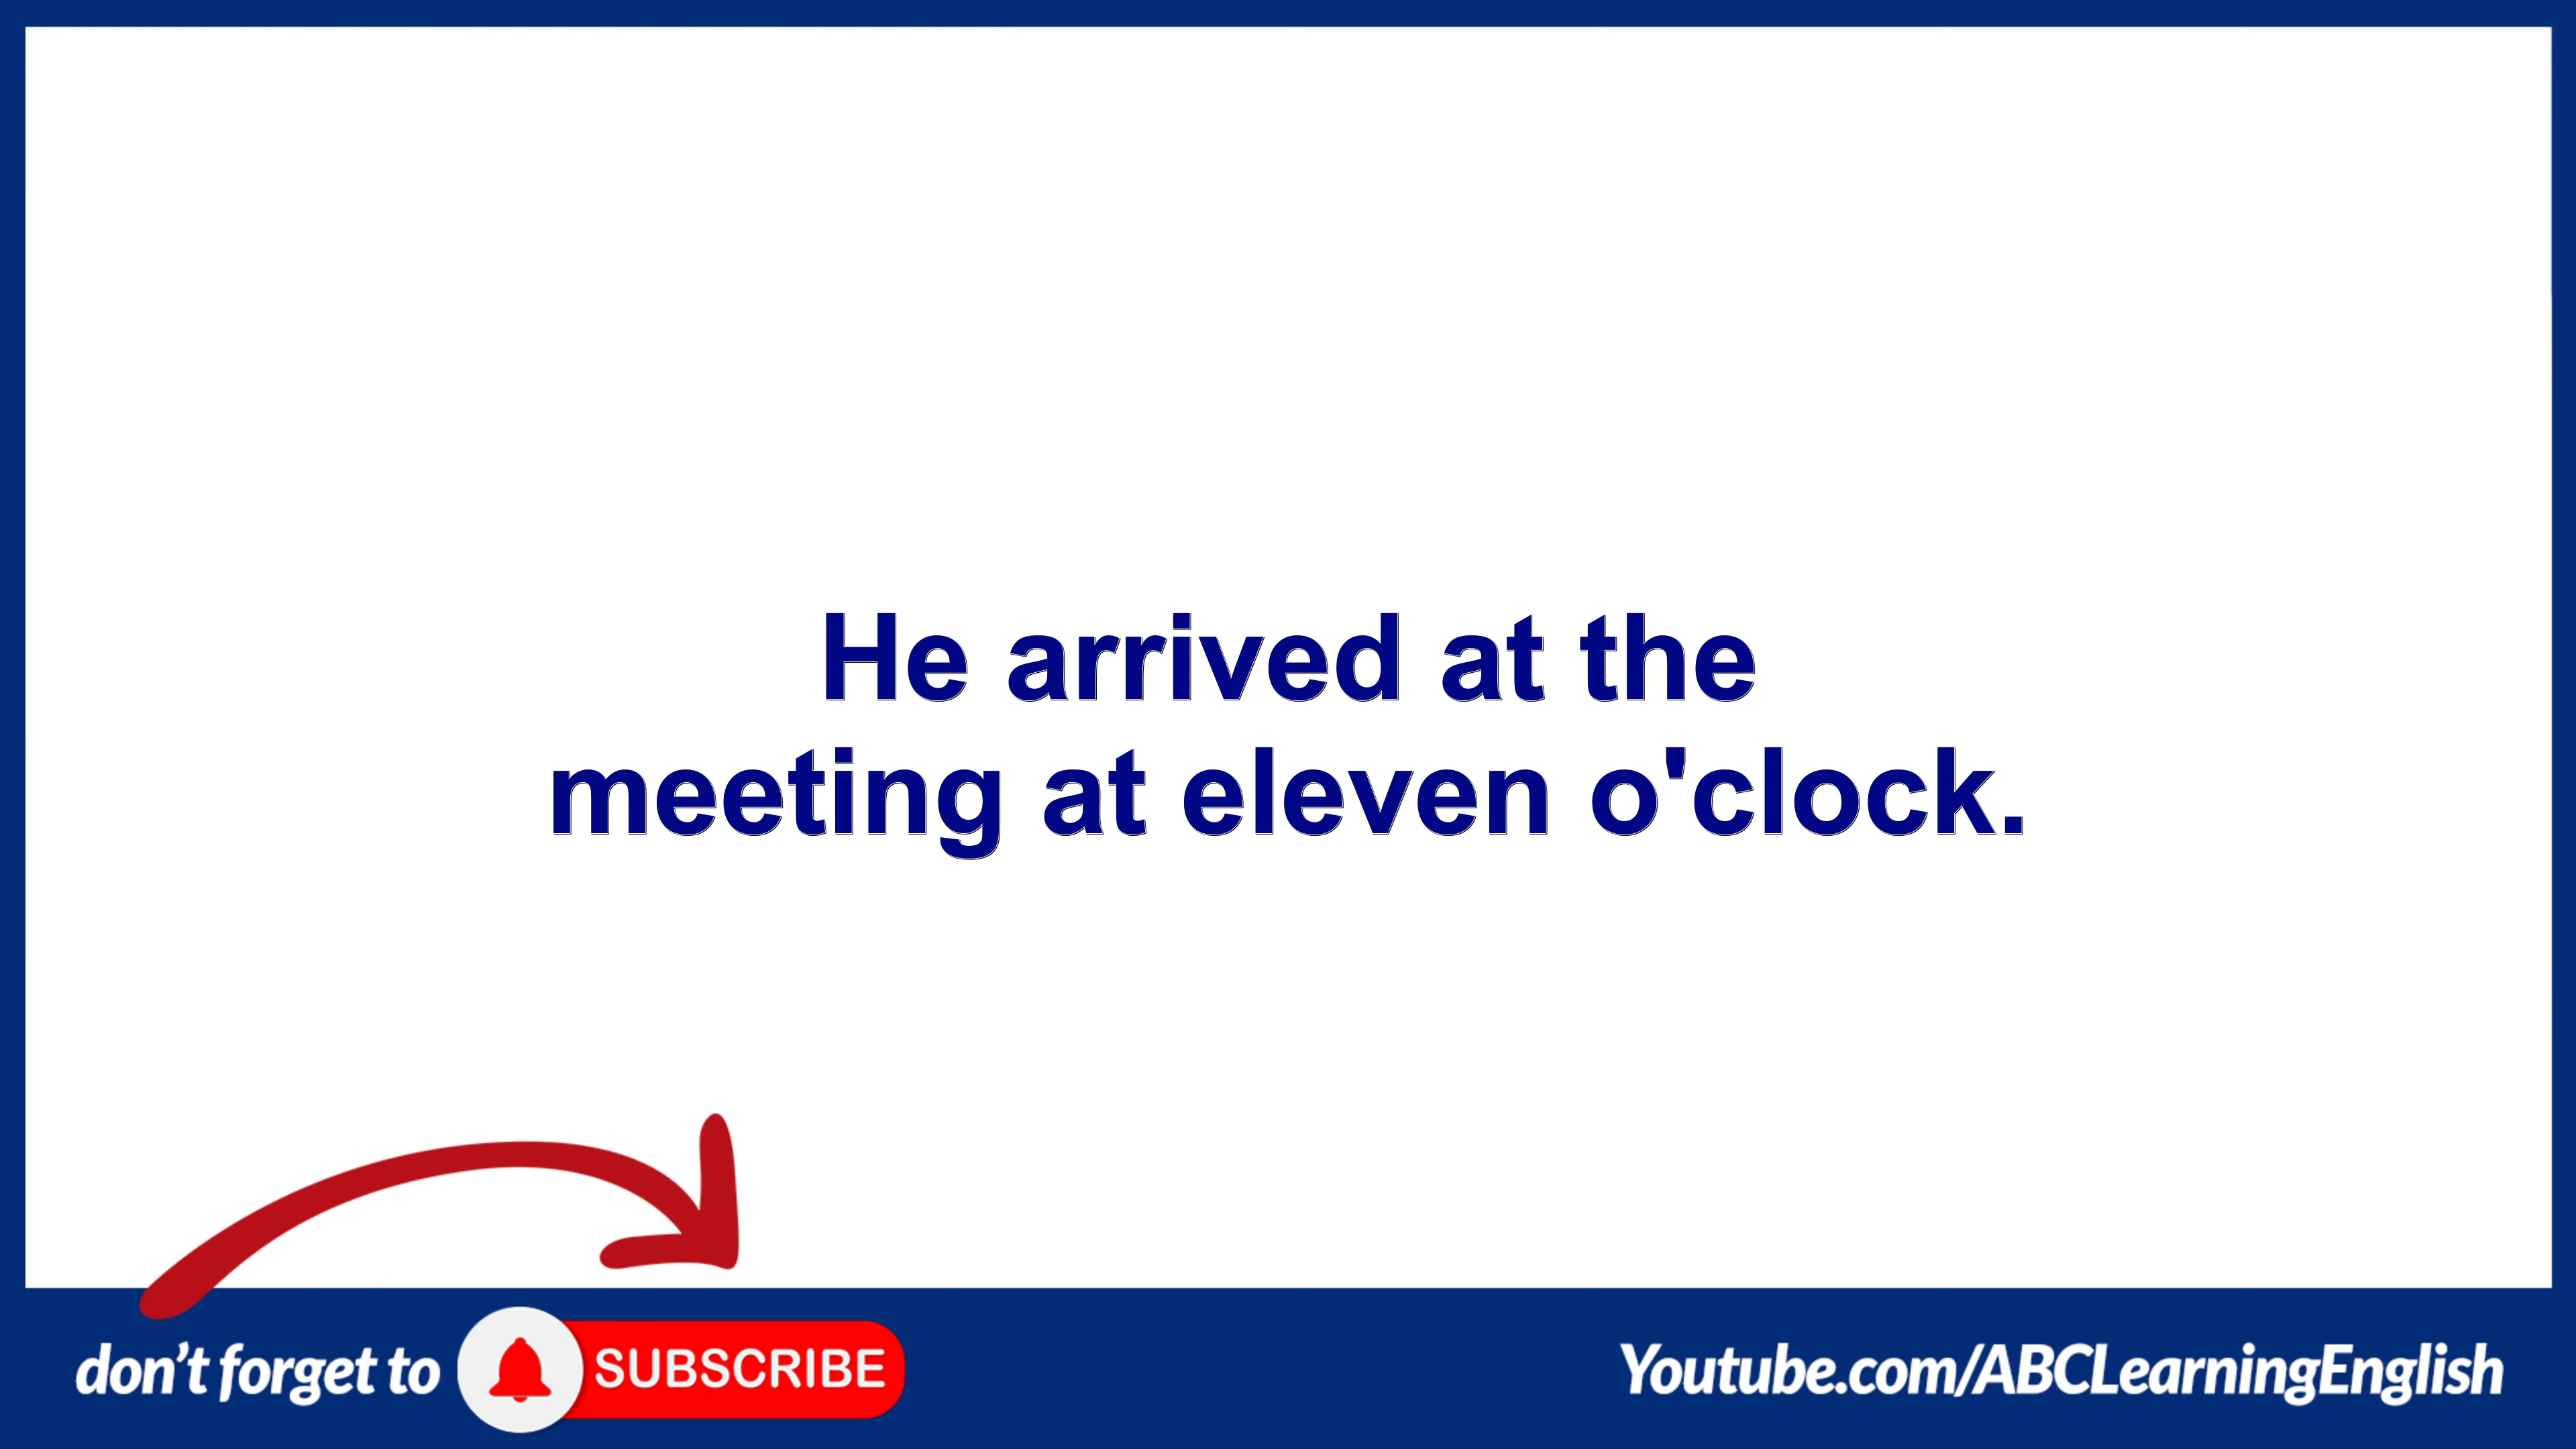 He arrived at the
meeting at eleven o'clock.
don't forget to SUBSCRIBE
Youtube.com/ABCLearningEnglish